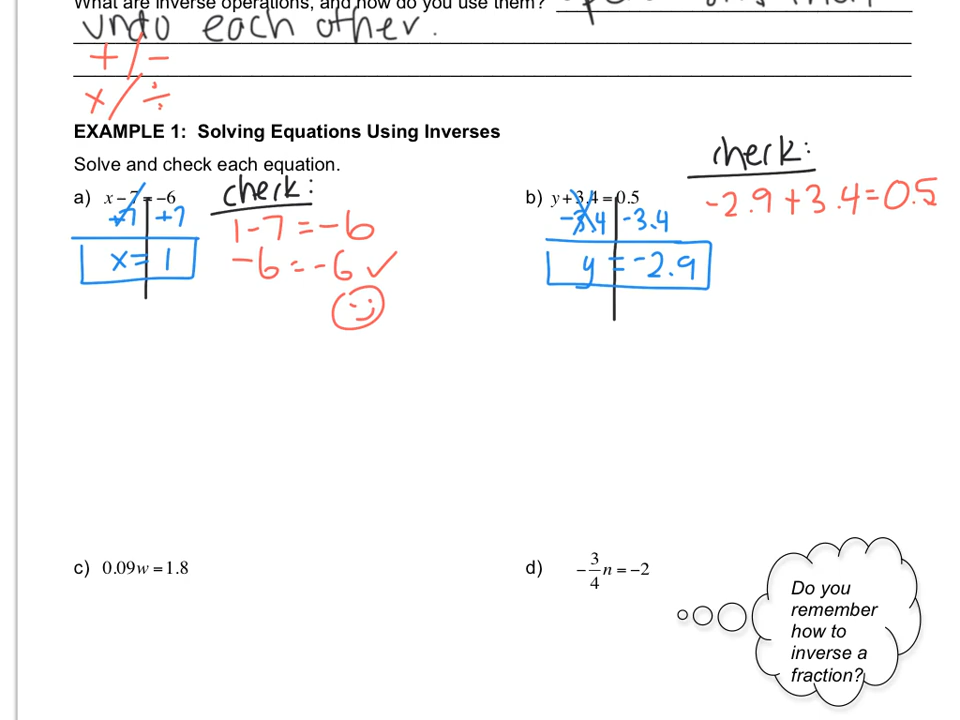 What are inverse operations, and how do you use them?
undo each other.
+/-
x/÷
EXAMPLE 1: Solving Equations Using Inverses
Solve and check each equation.
a) x – 7 = –6
+7 +7
x = 1
check:
1-7=-6
-6=-6 ✓
b) y+3.4 = 0.5
-3.4 -3.4
y = -2.9
check:
-2.9+3.4=0.5
c) 0.09w = 1.8
d) -3/4 n = –2
Do you
remember
how to
inverse a
fraction?